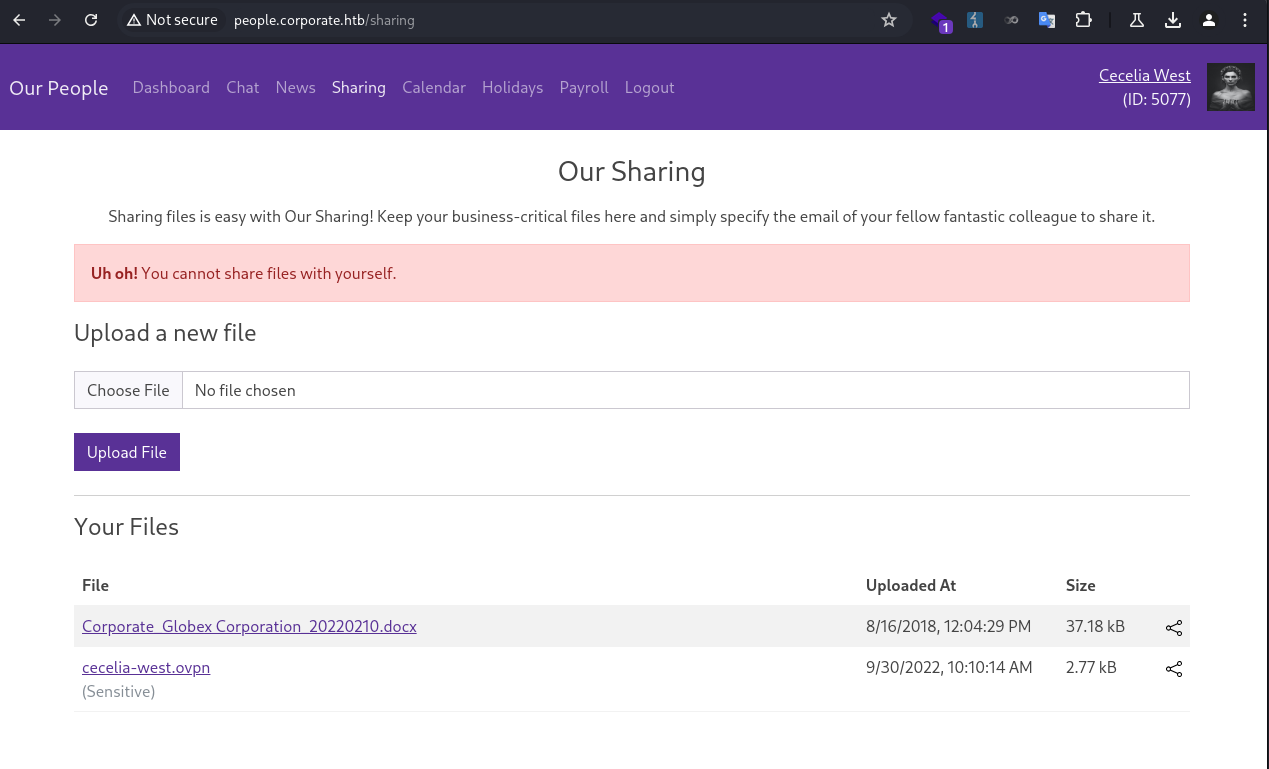 Not secure people.corporate.htb/sharing
1
Our People Dashboard Chat News Sharing Calendar Holidays Payroll Logout
Cecelia West
(ID: 5077)
Our Sharing
Sharing files is easy with Our Sharing! Keep your business-critical files here and simply specify the email of your fellow fantastic colleague to share it.
Uh oh! You cannot share files with yourself.
Upload a new file
Choose File No file chosen
Upload File
Your Files
File Uploaded At Size
Corporate_Globex Corporation_20220210.docx 8/16/2018, 12:04:29 PM 37.18 kB
cecelia-west.ovpn 9/30/2022, 10:10:14 AM 2.77 kB
(Sensitive)